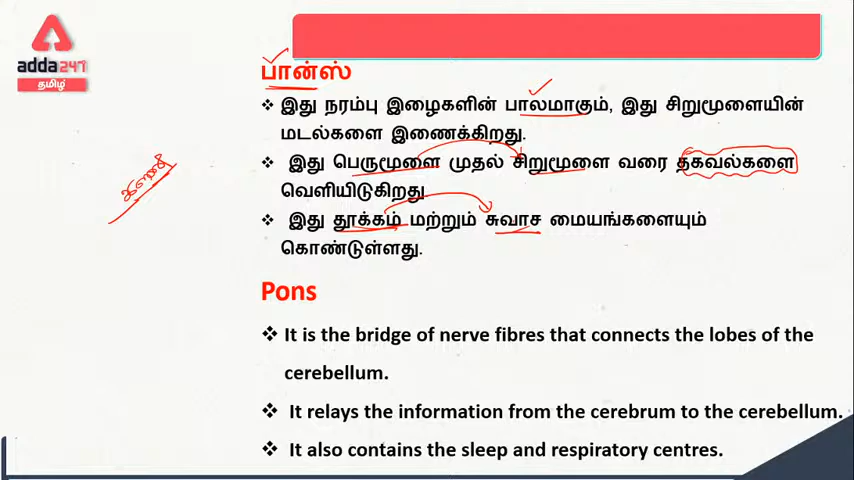 adda247
தமிழ்
பான்ஸ்
❖ இது நரம்பு இழைகளின் பாலமாகும், இது சிறுமூளையின்
மடல்களை இணைக்கிறது.
❖ இது பெருமூளை முதல் சிறுமூளை வரை தகவல்களை
வெளியிடுகிறது
❖ இது தூக்கம் மற்றும் சுவாச மையங்களையும்
கொண்டுள்ளது.
Pons
❖ It is the bridge of nerve fibres that connects the lobes of the
cerebellum.
❖ It relays the information from the cerebrum to the cerebellum.
❖ It also contains the sleep and respiratory centres.